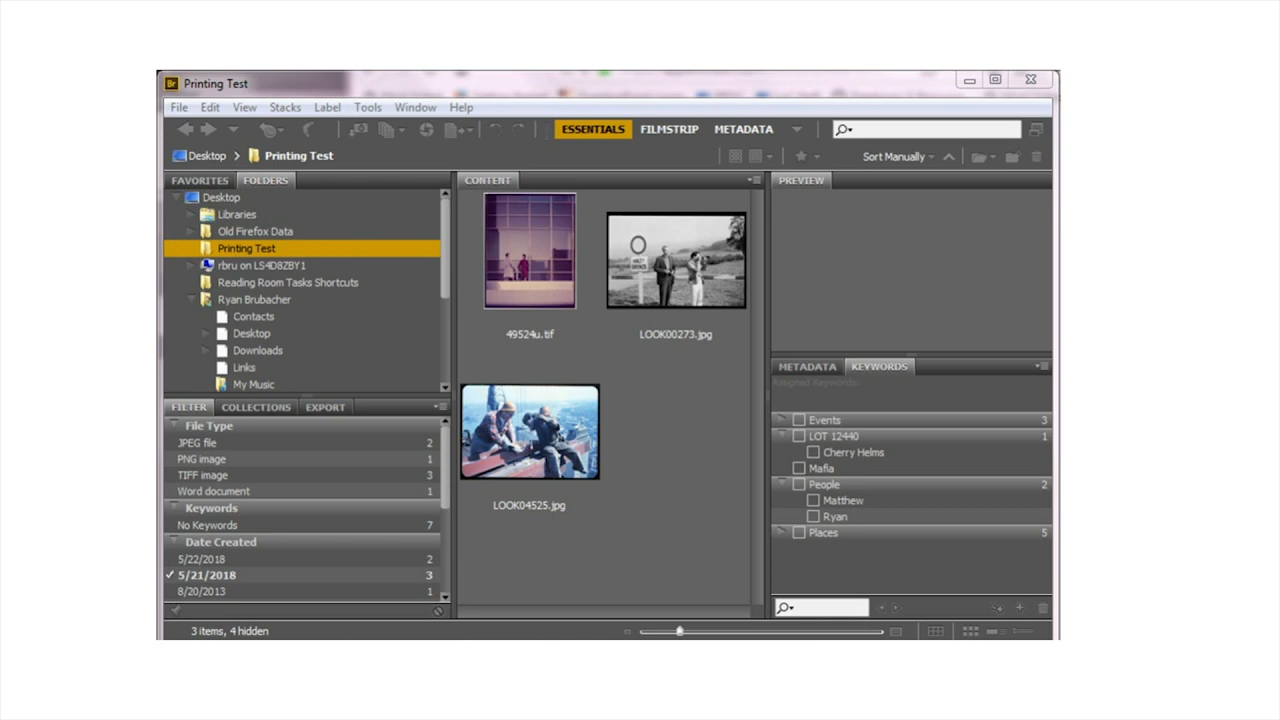 Br Printing Test
File Edit View Stacks Label Tools Window Help
ESSENTIALS FILMSTRIP METADATA
Desktop > Printing Test
Sort Manually
FAVORITES FOLDERS
Desktop
Libraries
Old Firefox Data
Printing Test
rbru on LS4D8ZBY1
Reading Room Tasks Shortcuts
Ryan Brubacher
Contacts
Desktop
Downloads
Links
My Music
FILTER COLLECTIONS EXPORT
File Type
JPEG file 2
PNG image 1
TIFF image 3
Word document 1
Keywords
No Keywords 7
Date Created
5/22/2018 2
✓ 5/21/2018 3
8/20/2013 1
3 items, 4 hidden
CONTENT
49524u.tif
LOOK00273.jpg
LOOK04525.jpg
PREVIEW
METADATA KEYWORDS
Assigned Keywords:
Events 3
LOT 12440 1
Cherry Helms
Mafia
People 2
Matthew
Ryan
Places 5